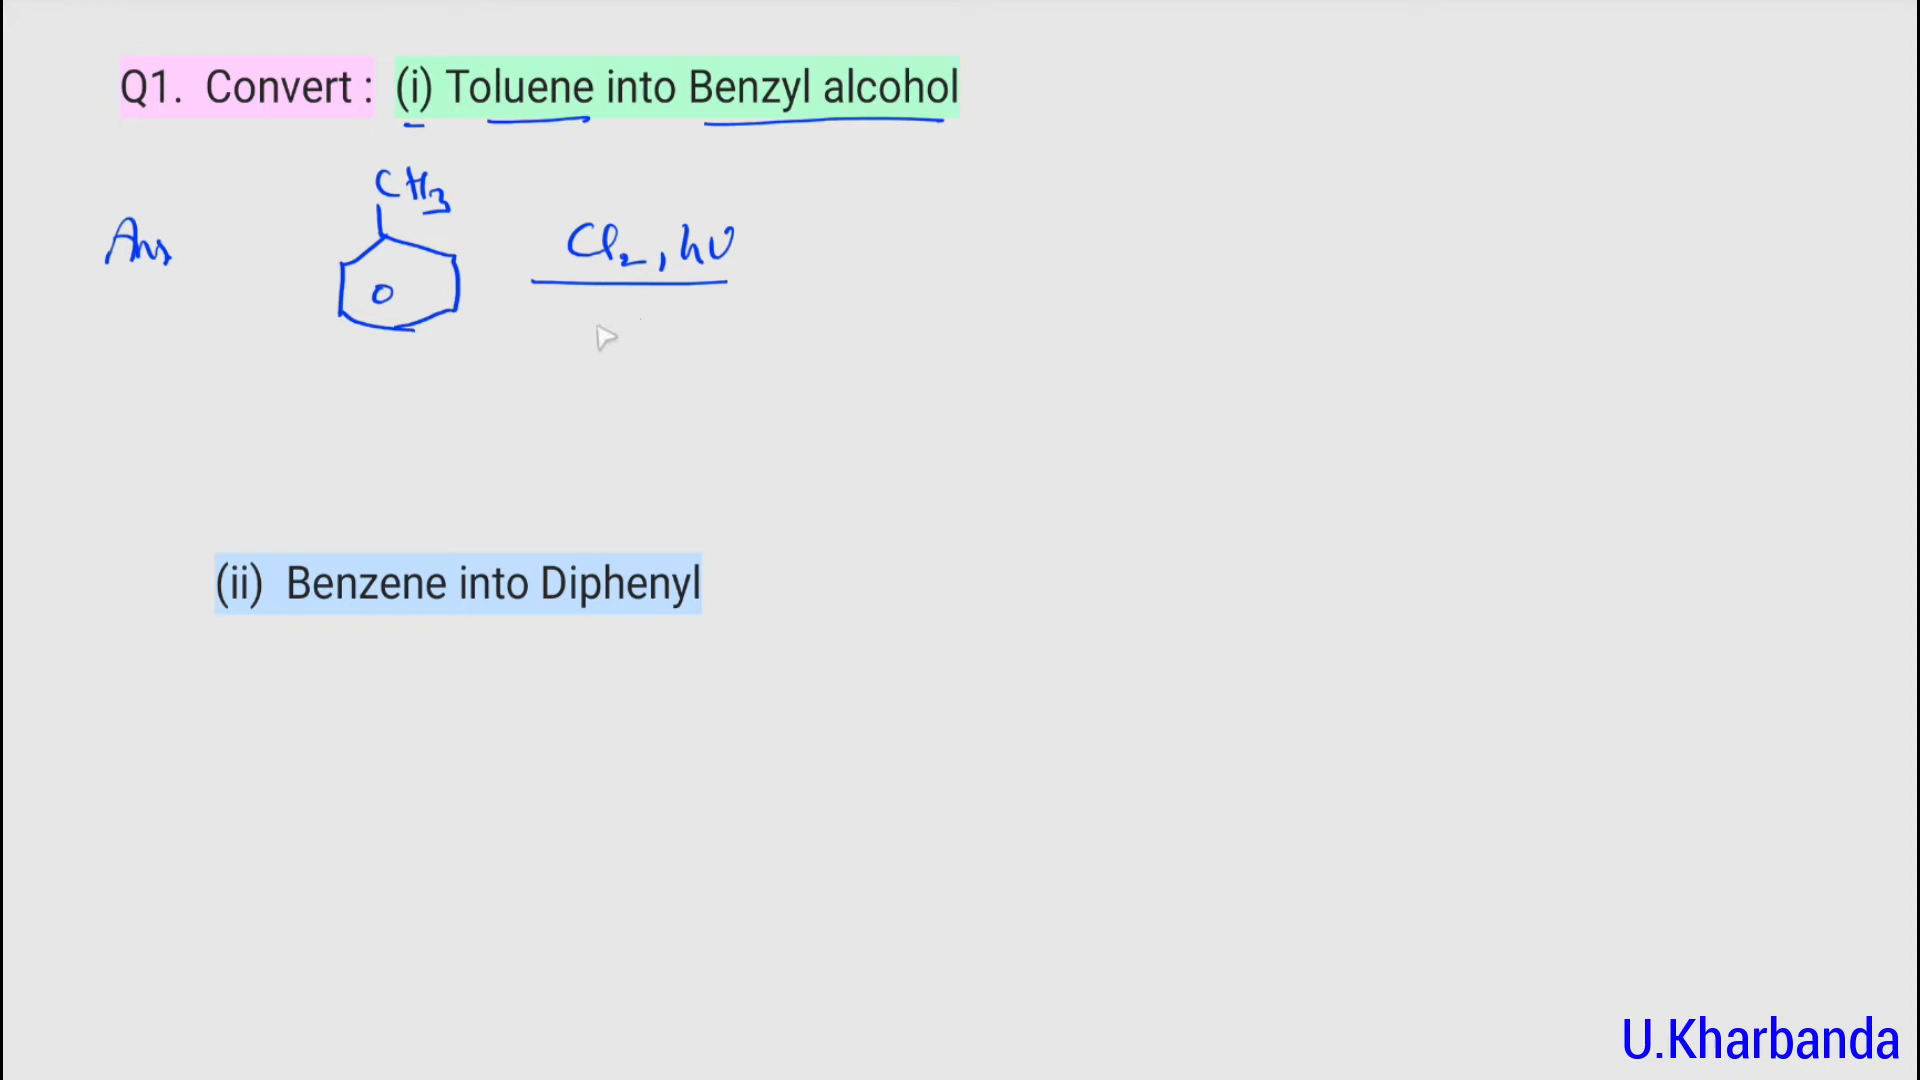 Q1. Convert : (i) Toluene into Benzyl alcohol
CH3
Ans
Cl2, hν
(ii) Benzene into Diphenyl
U.Kharbanda